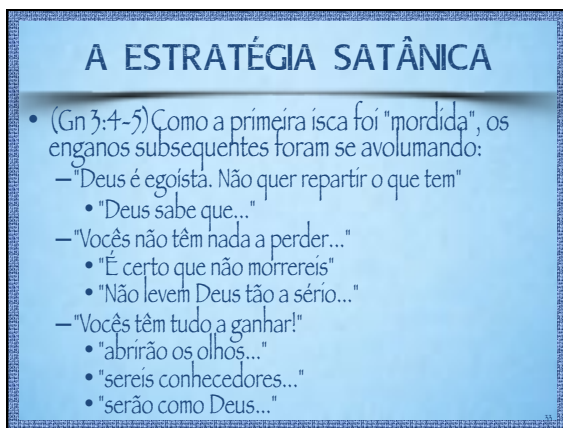 A ESTRATÉGIA SATÂNICA
• (Gn 3:4-5)Como a primeira isca foi "mordida", os
enganos subsequentes foram se avolumando:
–"Deus é egoísta. Não quer repartir o que tem"
• "Deus sabe que..."
–"Vocês não têm nada a perder..."
• "É certo que não morrereis"
• "Não levem Deus tão a sério..."
–"Vocês têm tudo a ganhar!"
• "abrirão os olhos..."
• "sereis conhecedores..."
• "serão como Deus..."
33